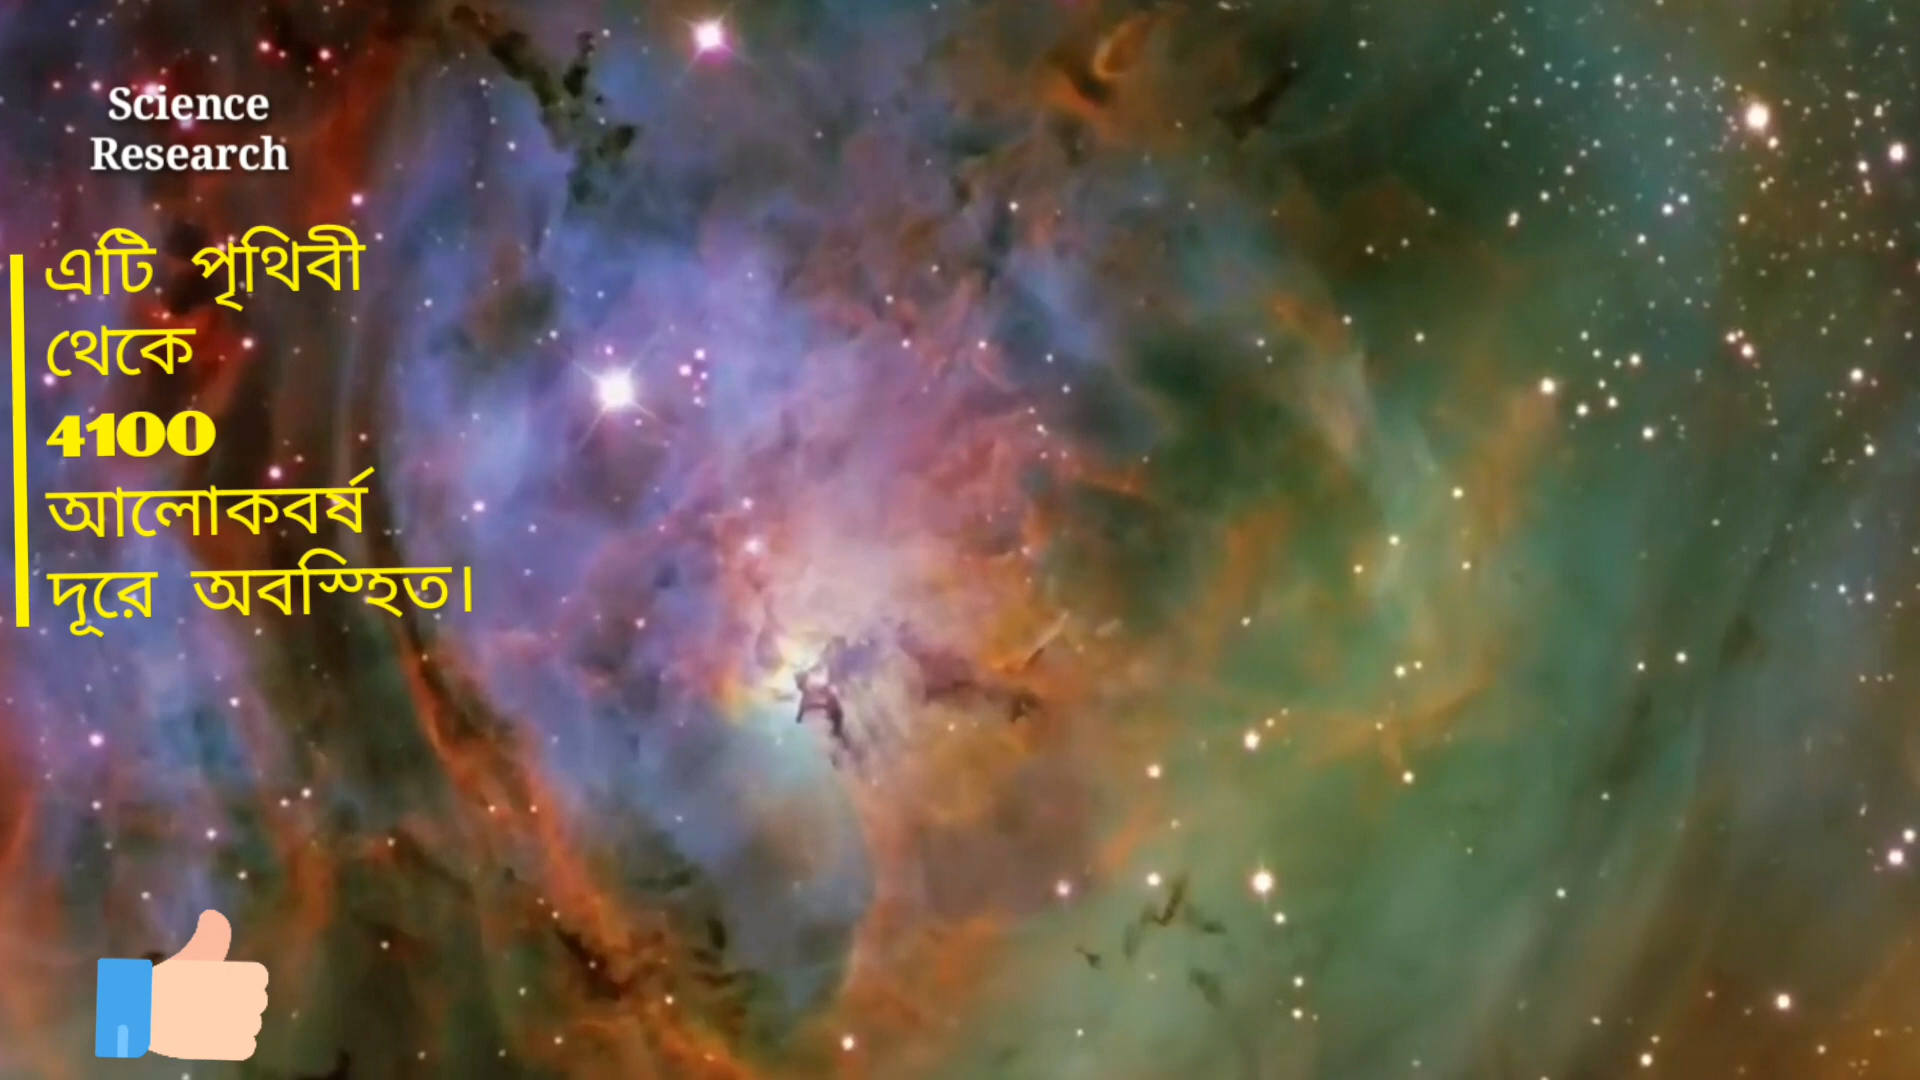 Science
Research
এটি পৃথিবী
থেকে
4100
আলোকবর্ষ
দূরে অবস্হিত।